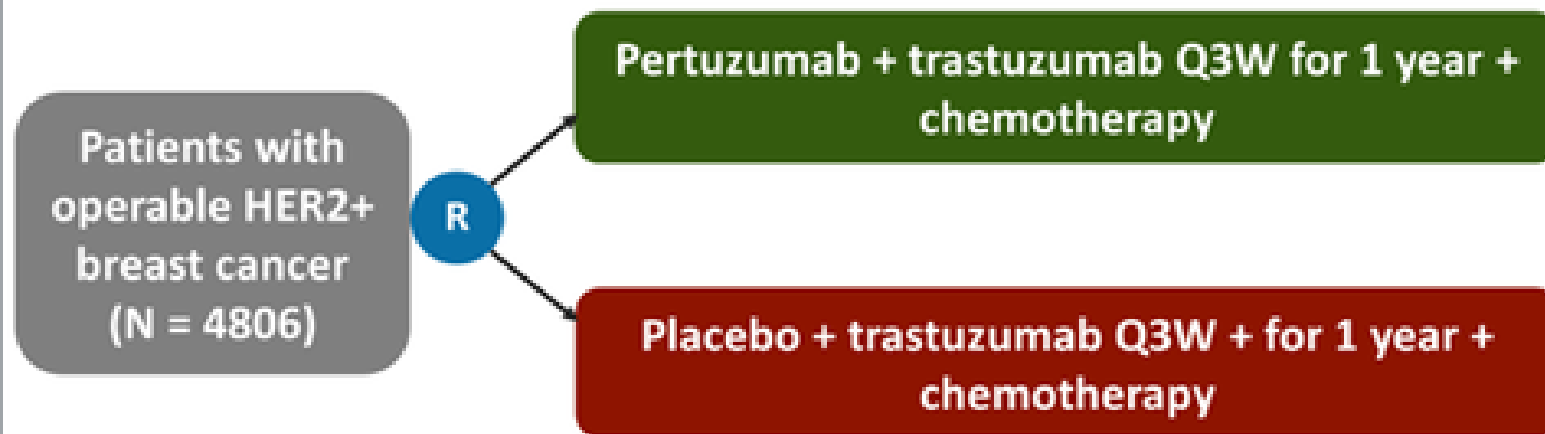 Patients with
operable HER2+
breast cancer
(N = 4806)
R
Pertuzumab + trastuzumab Q3W for 1 year +
chemotherapy
Placebo + trastuzumab Q3W + for 1 year +
chemotherapy